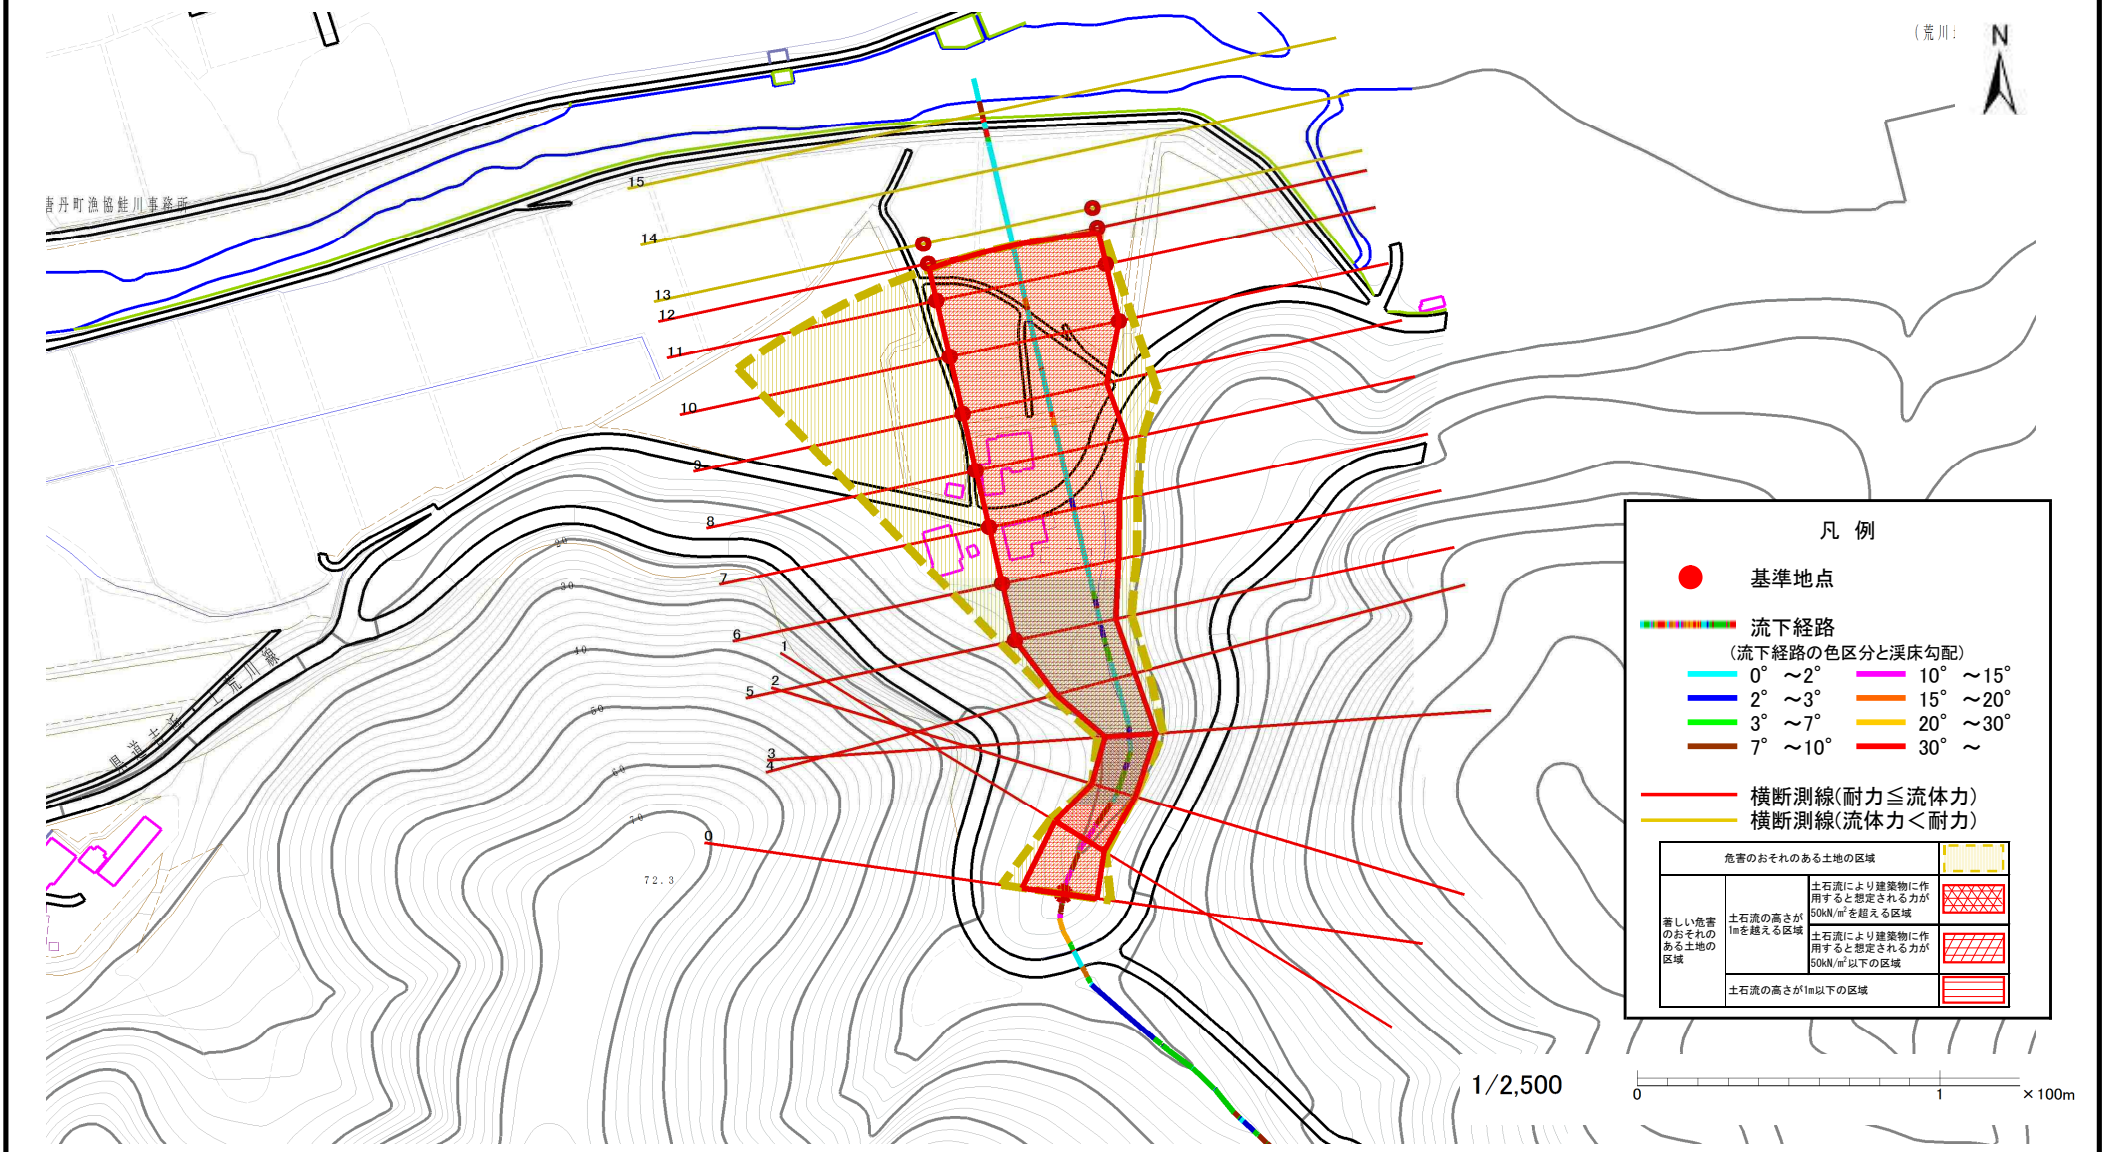 (荒川
N
唐丹町漁協鮭川事務所
15
14
13
12
11
10
9
8
7
6
5
1
2
3
4
0
20
30
40
50
60
70
72.3
凡 例
基準地点
流下経路
(流下経路の色区分と渓床勾配)
0° ～2° 10° ～15°
2° ～3° 15° ～20°
3° ～7° 20° ～30°
7° ～10° 30° ～
横断測線(耐力≦流体力)
横断測線(流体力＜耐力)
危害のおそれのある土地の区域
著しい危害
のおそれの
ある土地の
区域
土石流の高さが
1mを越える区域
土石流により建築物に作
用すると想定される力が
50kN/㎡を超える区域
土石流により建築物に作
用すると想定される力が
50kN/㎡以下の区域
土石流の高さが1m以下の区域
1/2,500
0 1 ×100m